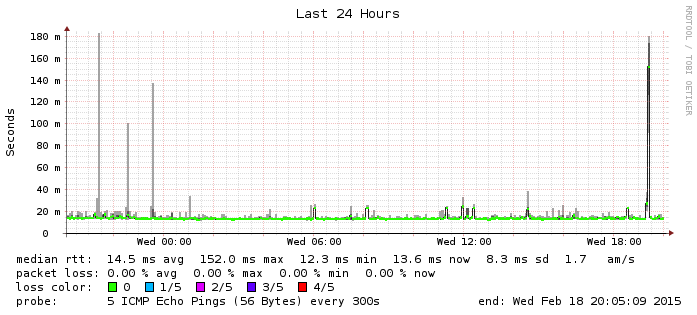 Last 24 Hours
RRDTOOL / TOBI OETIKER
Seconds
180 m
160 m
140 m
120 m
100 m
80 m
60 m
40 m
20 m
0
Wed 00:00 Wed 06:00 Wed 12:00 Wed 18:00
median rtt: 14.5 ms avg 152.0 ms max 12.3 ms min 13.6 ms now 8.3 ms sd 1.7 am/s
packet loss: 0.00 % avg 0.00 % max 0.00 % min 0.00 % now
loss color: 0 1/5 2/5 3/5 4/5
probe: 5 ICMP Echo Pings (56 Bytes) every 300s end: Wed Feb 18 20:05:09 2015